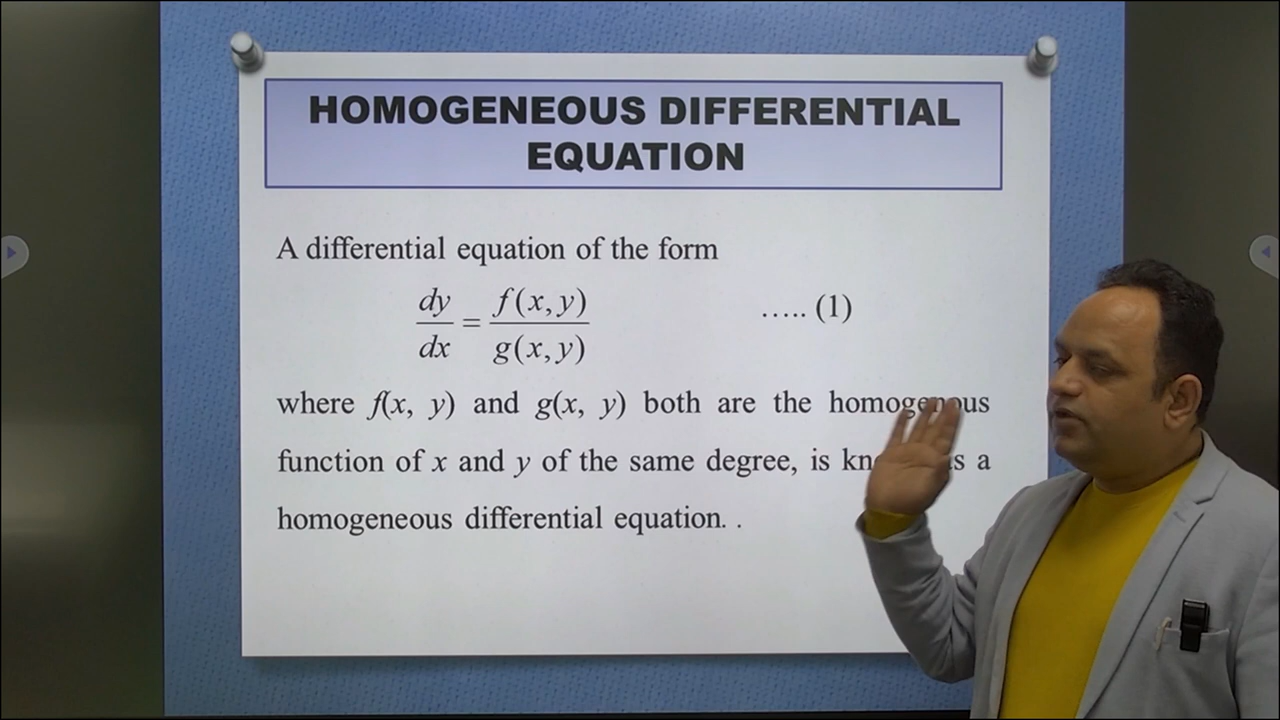 HOMOGENEOUS DIFFERENTIAL
EQUATION
A differential equation of the form
dy/dx = f(x, y)/g(x, y) ..... (1)
where f(x, y) and g(x, y) both are the homogenous
function of x and y of the same degree, is a
homogeneous differential equation. .